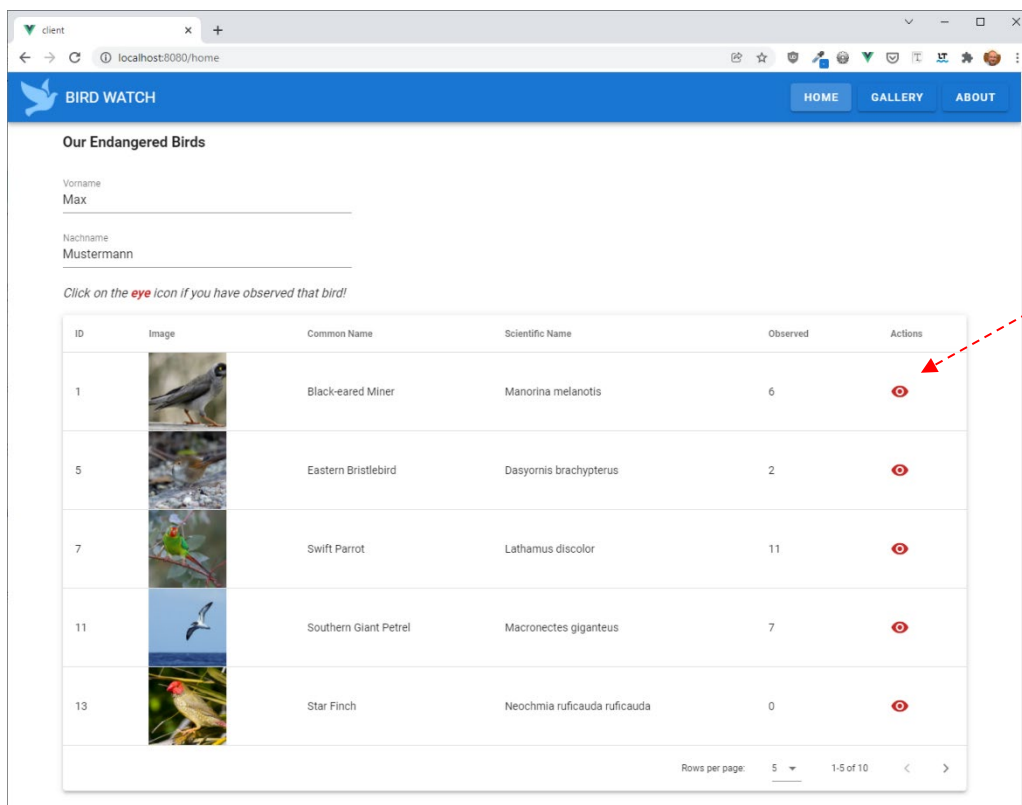 client
localhost:8080/home
BIRD WATCH HOME GALLERY ABOUT
Our Endangered Birds
Vorname
Max
Nachname
Mustermann
Click on the eye icon if you have observed that bird!
ID Image Common Name Scientific Name Observed Actions
1 Black-eared Miner Manorina melanotis 6
5 Eastern Bristlebird Dasyornis brachypterus 2
7 Swift Parrot Lathamus discolor 11
11 Southern Giant Petrel Macronectes giganteus 7
13 Star Finch Neochmia ruficauda ruficauda 0
Rows per page: 5 1-5 of 10